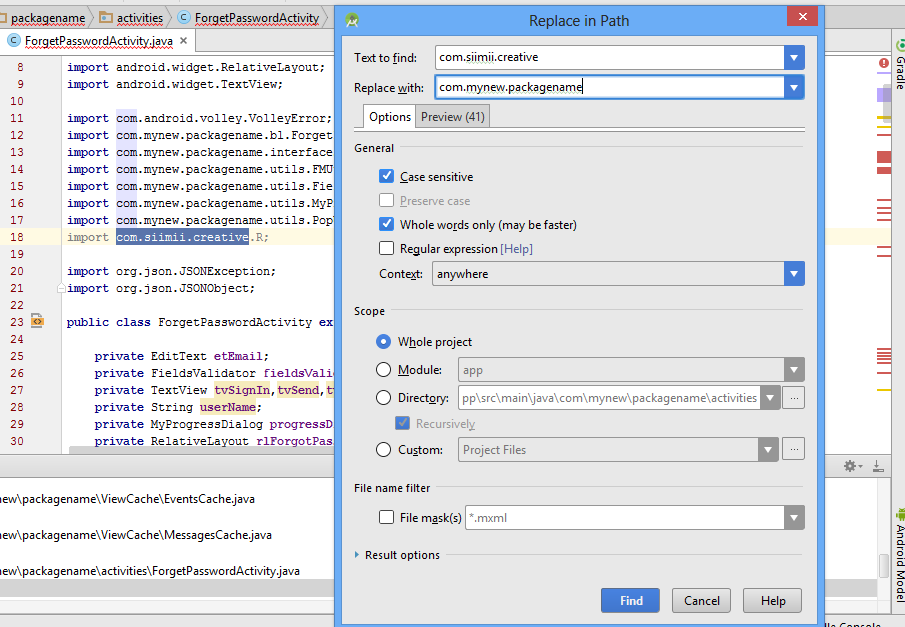 packagename
activities
C ForgetPasswordActivity
C ForgetPasswordActivity.java
8 import android.widget.RelativeLayout;
9 import android.widget.TextView;
10
11 import com.android.volley.VolleyError;
12 import com.mynew.packagename.bl.Forget
13 import com.mynew.packagename.interface
14 import com.mynew.packagename.utils.FMU
15 import com.mynew.packagename.utils.Fie
16 import com.mynew.packagename.utils.MyP
17 import com.mynew.packagename.utils.Pop
18 import com.siimii.creative.R;
19
20 import org.json.JSONException;
21 import org.json.JSONObject;
22
23 public class ForgetPasswordActivity ex
24
25 private EditText etEmail;
26 private FieldsValidator fieldsVali
27 private TextView tvSignIn,tvSend,t
28 private String userName;
29 private MyProgressDialog progressD
30 private RelativeLayout rlForgotPas
new\packagename\ViewCache\EventsCache.java
new\packagename\ViewCache\MessagesCache.java
new\packagename\activities\ForgetPasswordActivity.java
Replace in Path
Text to find: com.siimii.creative
Replace with: com.mynew.packagename
Options Preview (41)
General
Case sensitive
Preserve case
Whole words only (may be faster)
Regular expression [Help]
Context: anywhere
Scope
Whole project
Module: app
Directory: pp\src\main\java\com\mynew\packagename\activities ...
Recursively
Custom: Project Files ...
File name filter
File mask(s) *.mxml
Result options
Find Cancel Help
Gradle
Android Model
dle Console